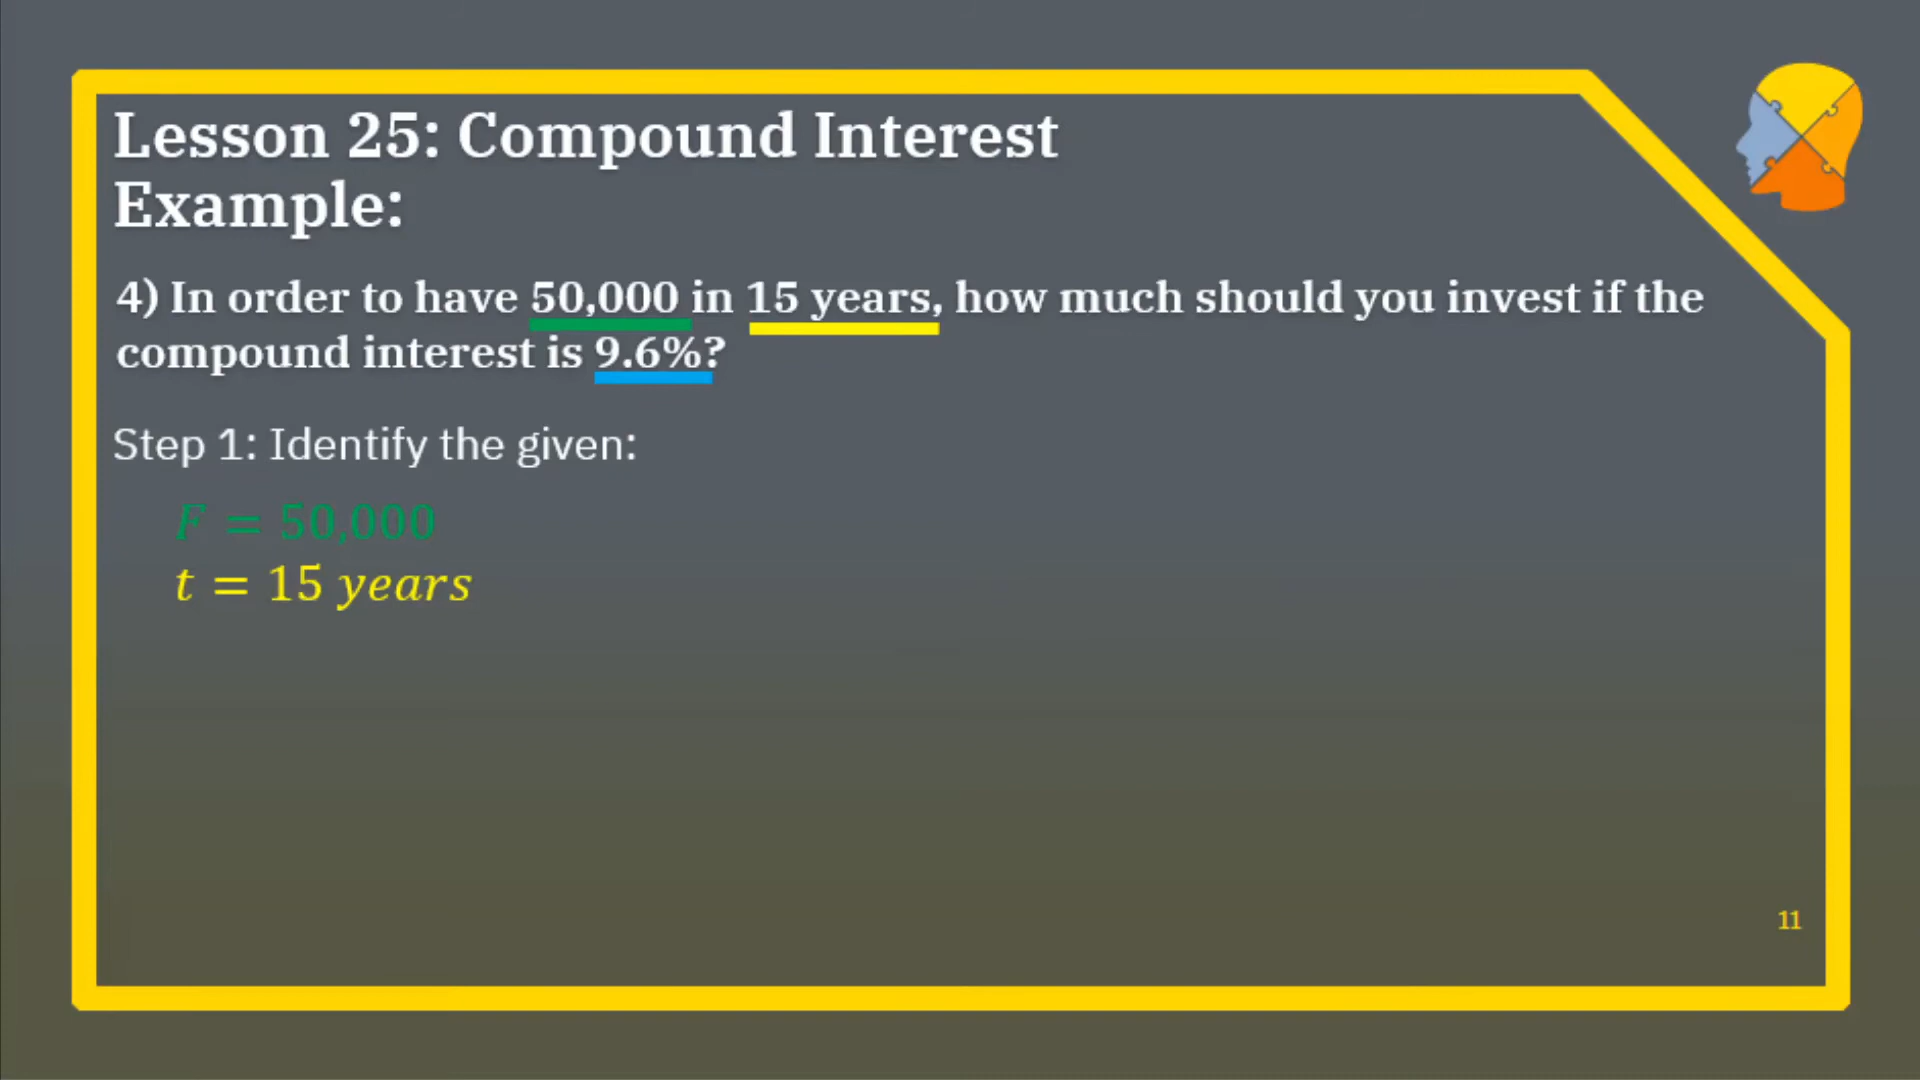 Lesson 25: Compound Interest
Example:
4) In order to have 50,000 in 15 years, how much should you invest if the
compound interest is 9.6%?
Step 1: Identify the given:
F = 50,000
t = 15 years
11